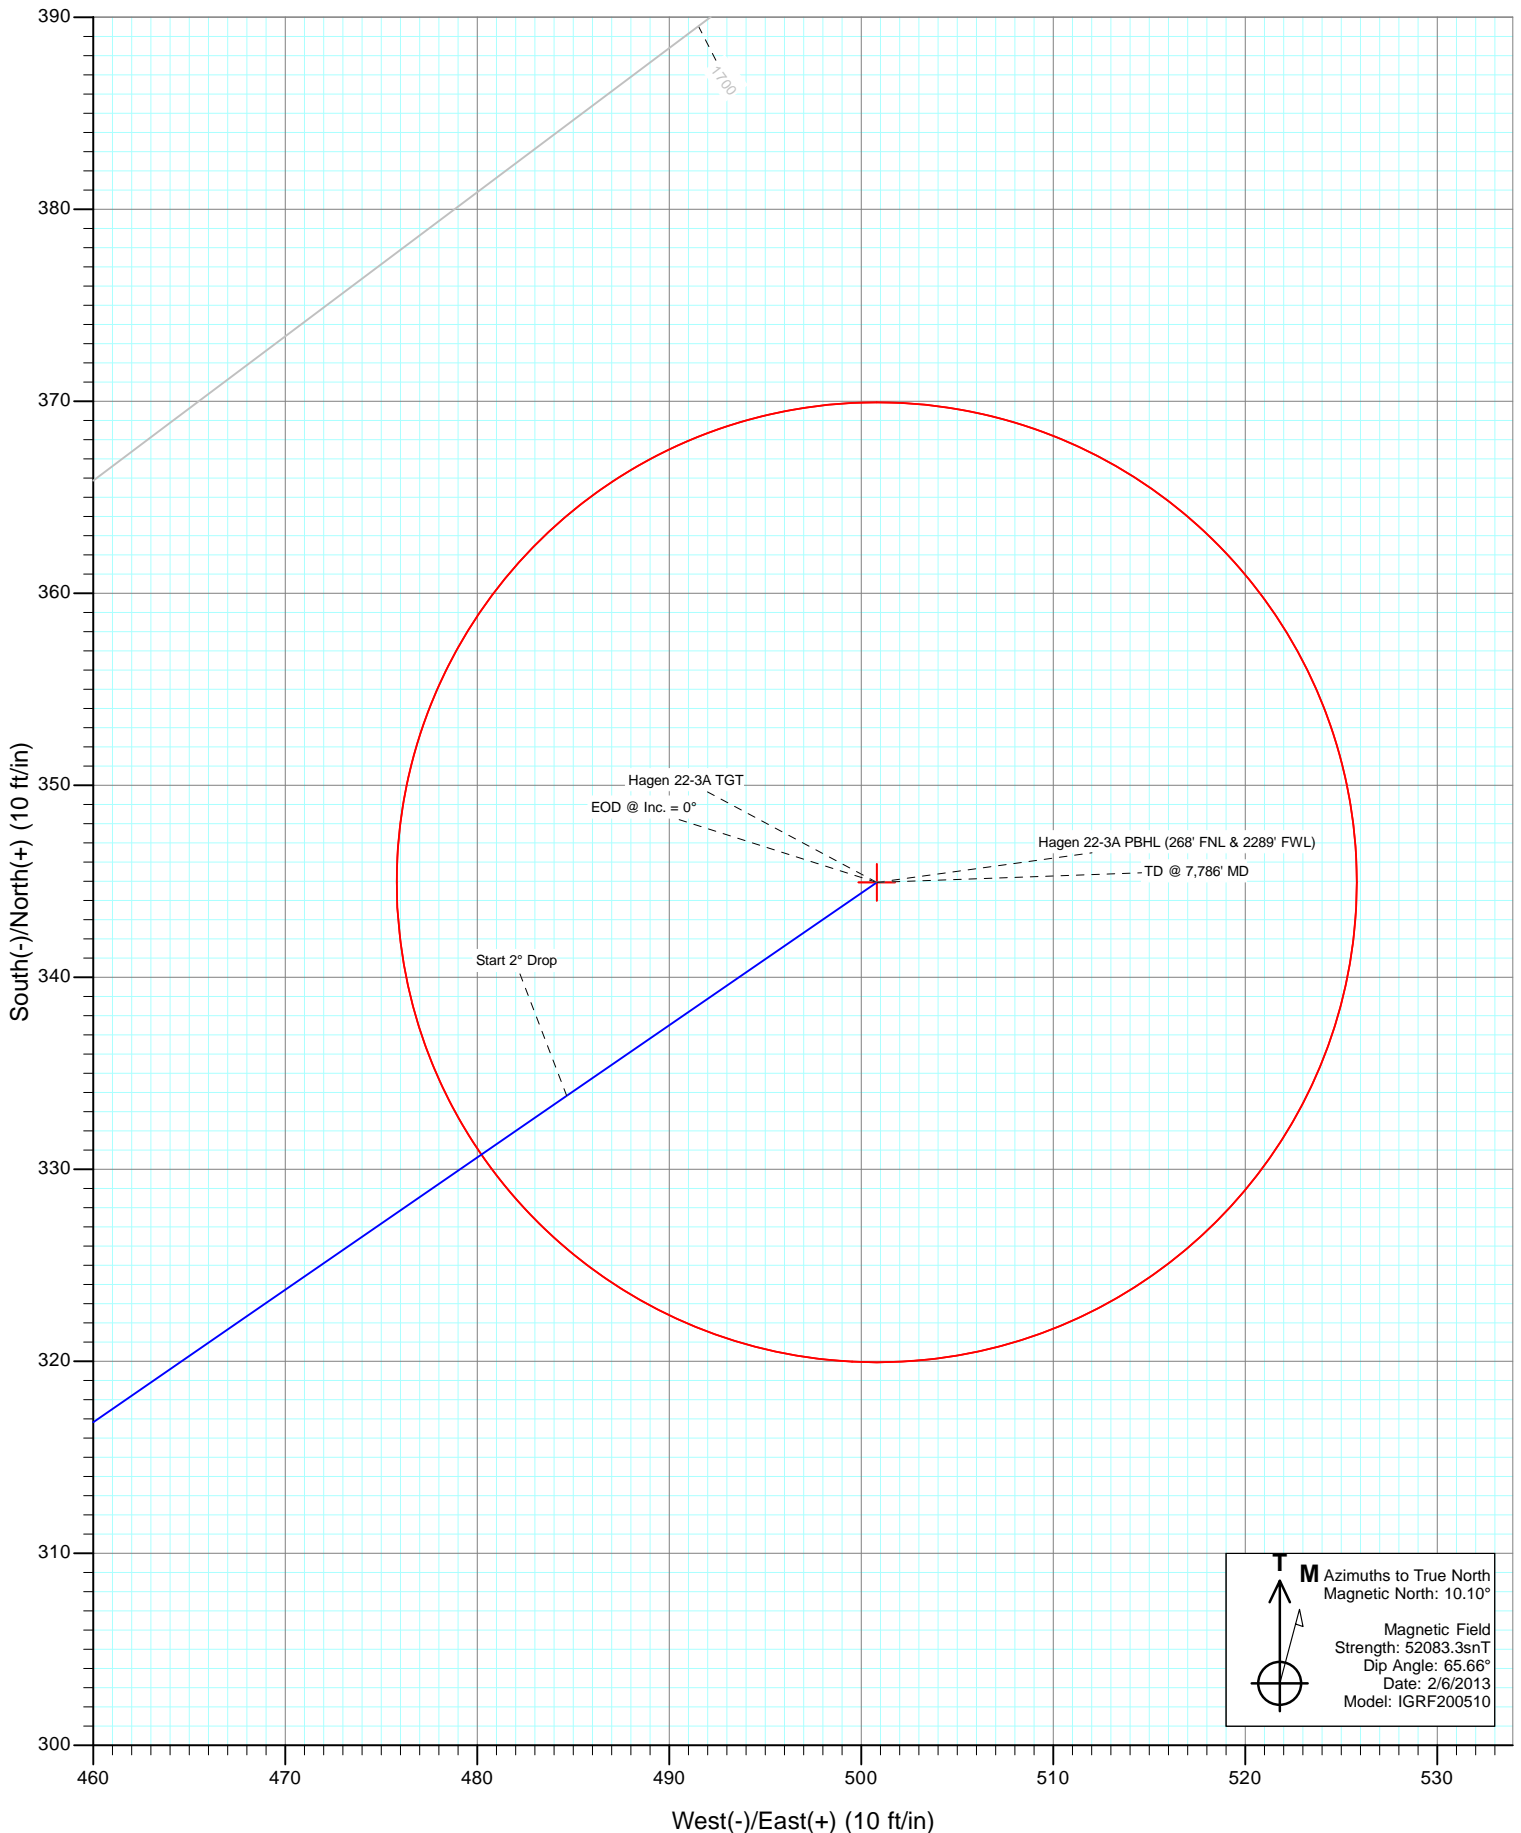 390
380
370
360
350
340
330
320
310
300
South(-)/North(+) (10 ft/in)
1700
Hagen 22-3A TGT
EOD @ Inc. = 0°
Hagen 22-3A PBHL (268' FNL & 2289' FWL)
TD @ 7,786' MD
Start 2° Drop
T
M
Azimuths to True North
Magnetic North: 10.10°
Magnetic Field
Strength: 52083.3snT
Dip Angle: 65.66°
Date: 2/6/2013
Model: IGRF200510
460 470 480 490 500 510 520 530
West(-)/East(+) (10 ft/in)